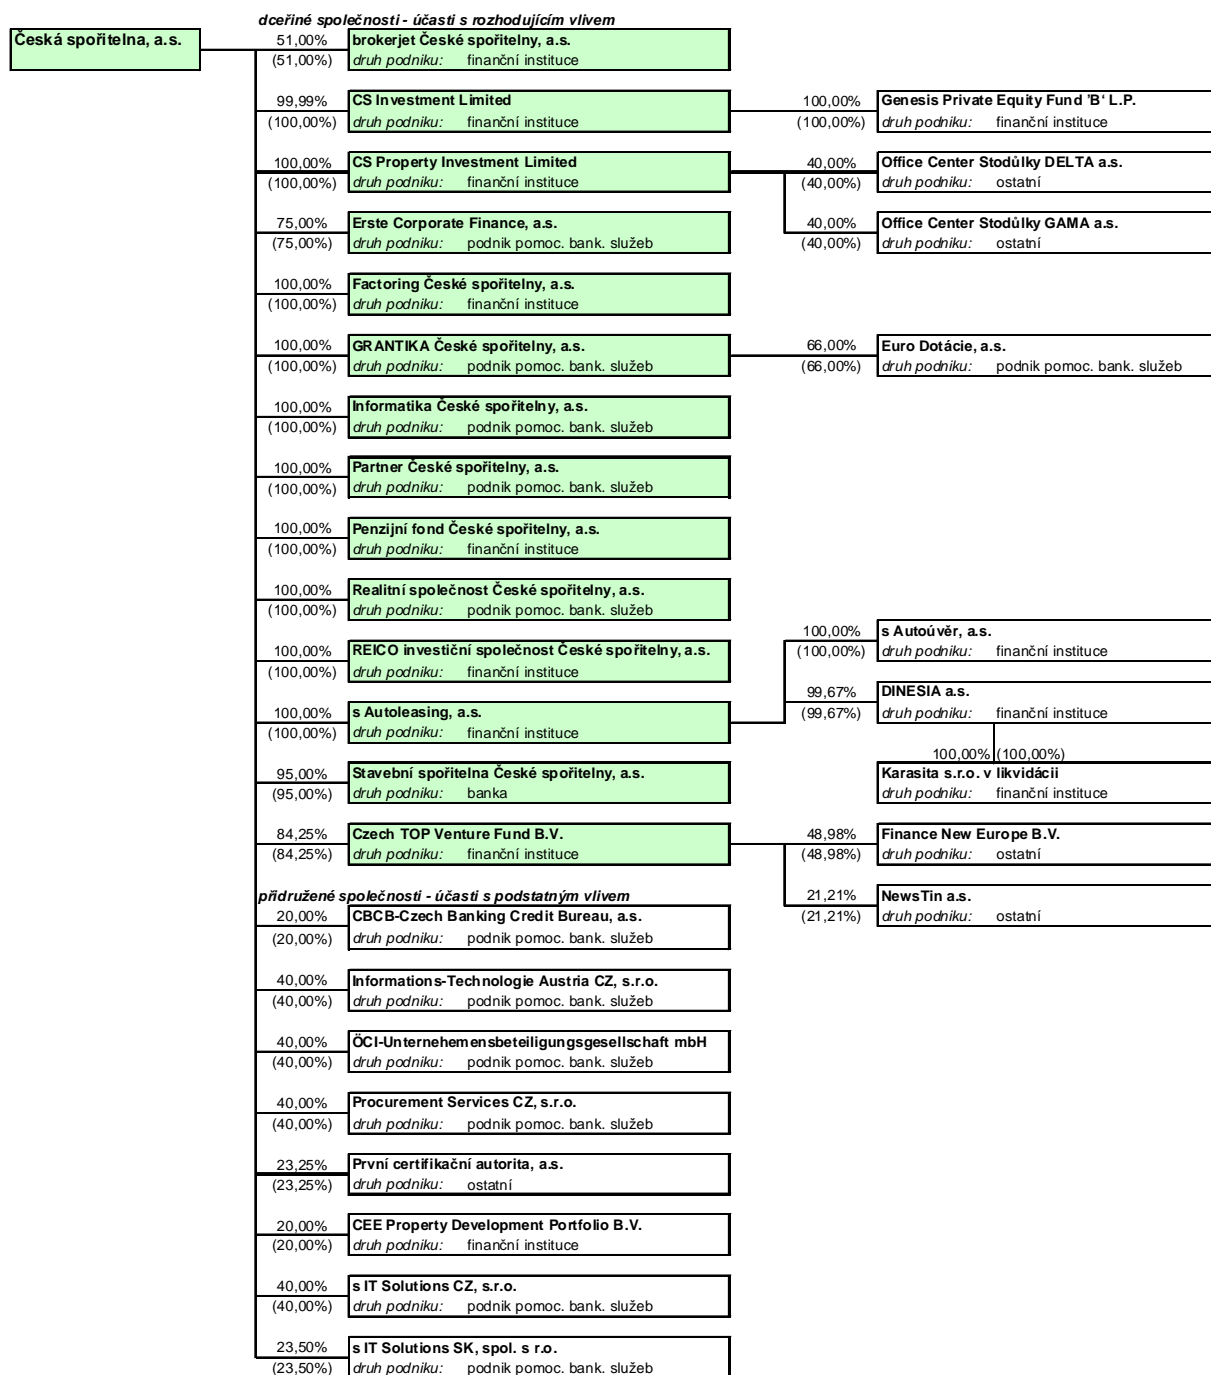 dceřiné společnosti - účasti s rozhodujícím vlivem
Česká spořitelna, a.s.
51,00% brokerjet České spořitelny, a.s.
(51,00%) druh podniku: finanční instituce
99,99% CS Investment Limited 100,00% Genesis Private Equity Fund 'B' L.P.
(100,00%) druh podniku: finanční instituce (100,00%) druh podniku: finanční instituce
100,00% CS Property Investment Limited 40,00% Office Center Stodůlky DELTA a.s.
(100,00%) druh podniku: finanční instituce (40,00%) druh podniku: ostatní
75,00% Erste Corporate Finance, a.s. 40,00% Office Center Stodůlky GAMA a.s.
(75,00%) druh podniku: podnik pomoc. bank. služeb (40,00%) druh podniku: ostatní
100,00% Factoring České spořitelny, a.s.
(100,00%) druh podniku: finanční instituce
100,00% GRANTIKA České spořitelny, a.s. 66,00% Euro Dotácie, a.s.
(100,00%) druh podniku: podnik pomoc. bank. služeb (66,00%) druh podniku: podnik pomoc. bank. služeb
100,00% Informatika České spořitelny, a.s.
(100,00%) druh podniku: podnik pomoc. bank. služeb
100,00% Partner České spořitelny, a.s.
(100,00%) druh podniku: podnik pomoc. bank. služeb
100,00% Penzijní fond České spořitelny, a.s.
(100,00%) druh podniku: finanční instituce
100,00% Realitní společnost České spořitelny, a.s.
(100,00%) druh podniku: podnik pomoc. bank. služeb
100,00% s Autoúvěr, a.s.
100,00% REICO investiční společnost České spořitelny, a.s. (100,00%) druh podniku: finanční instituce
(100,00%) druh podniku: finanční instituce
99,67% DINESIA a.s.
100,00% s Autoleasing, a.s. (99,67%) druh podniku: finanční instituce
(100,00%) druh podniku: finanční instituce
100,00% (100,00%)
95,00% Stavební spořitelna České spořitelny, a.s. Karasita s.r.o. v likvidácii
(95,00%) druh podniku: banka druh podniku: finanční instituce
84,25% Czech TOP Venture Fund B.V. 48,98% Finance New Europe B.V.
(84,25%) druh podniku: finanční instituce (48,98%) druh podniku: ostatní
přidružené společnosti - účasti s podstatným vlivem 21,21% NewsTin a.s.
20,00% CBCB-Czech Banking Credit Bureau, a.s. (21,21%) druh podniku: ostatní
(20,00%) druh podniku: podnik pomoc. bank. služeb
40,00% Informations-Technologie Austria CZ, s.r.o.
(40,00%) druh podniku: podnik pomoc. bank. služeb
40,00% ÖCI-Unternehemensbeteiligungsgesellschaft mbH
(40,00%) druh podniku: podnik pomoc. bank. služeb
40,00% Procurement Services CZ, s.r.o.
(40,00%) druh podniku: podnik pomoc. bank. služeb
23,25% První certifikační autorita, a.s.
(23,25%) druh podniku: ostatní
20,00% CEE Property Development Portfolio B.V.
(20,00%) druh podniku: finanční instituce
40,00% s IT Solutions CZ, s.r.o.
(40,00%) druh podniku: podnik pomoc. bank. služeb
23,50% s IT Solutions SK, spol. s r.o.
(23,50%) druh podniku: podnik pomoc. bank. služeb